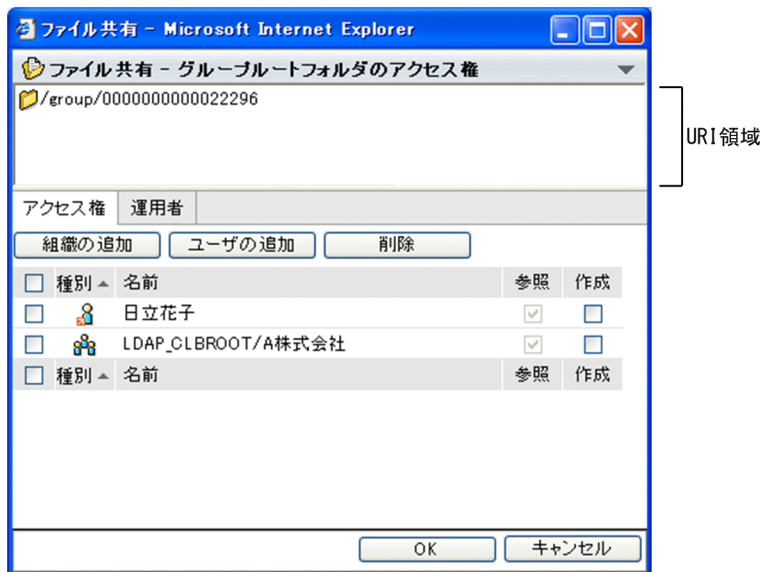 ファイル共有 - Microsoft Internet Explorer
ファイル共有 - グループルートフォルダのアクセス権
/group/0000000000022296
URI領域
アクセス権 運用者
組織の追加 ユーザの追加 削除
種別 名前 参照 作成
日立花子
LDAP_CLBROOT/A株式会社
種別 名前 参照 作成
OK キャンセル